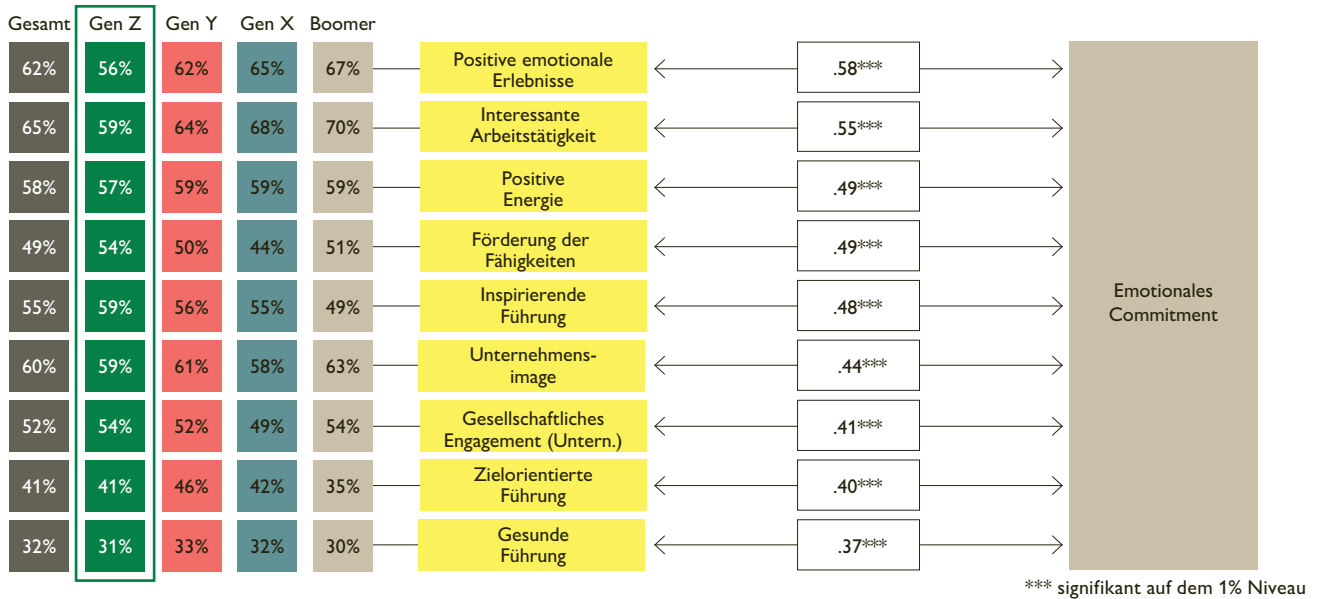 Gesamt Gen Z Gen Y Gen X Boomer
62% 56% 62% 65% 67% Positive emotionale .58***
Erlebnisse
65% 59% 64% 68% 70% Interessante .55***
Arbeitstätigkeit
58% 57% 59% 59% 59% Positive .49***
Energie
49% 54% 50% 44% 51% Förderung der .49***
Fähigkeiten
55% 59% 56% 55% 49% Inspirierende .48***
Führung
Emotionales
Commitment
60% 59% 61% 58% 63% Unternehmens- .44***
image
52% 54% 52% 49% 54% Gesellschaftliches .41***
Engagement (Untern.)
41% 41% 46% 42% 35% Zielorientierte .40***
Führung
32% 31% 33% 32% 30% Gesunde .37***
Führung
*** signifikant auf dem 1% Niveau